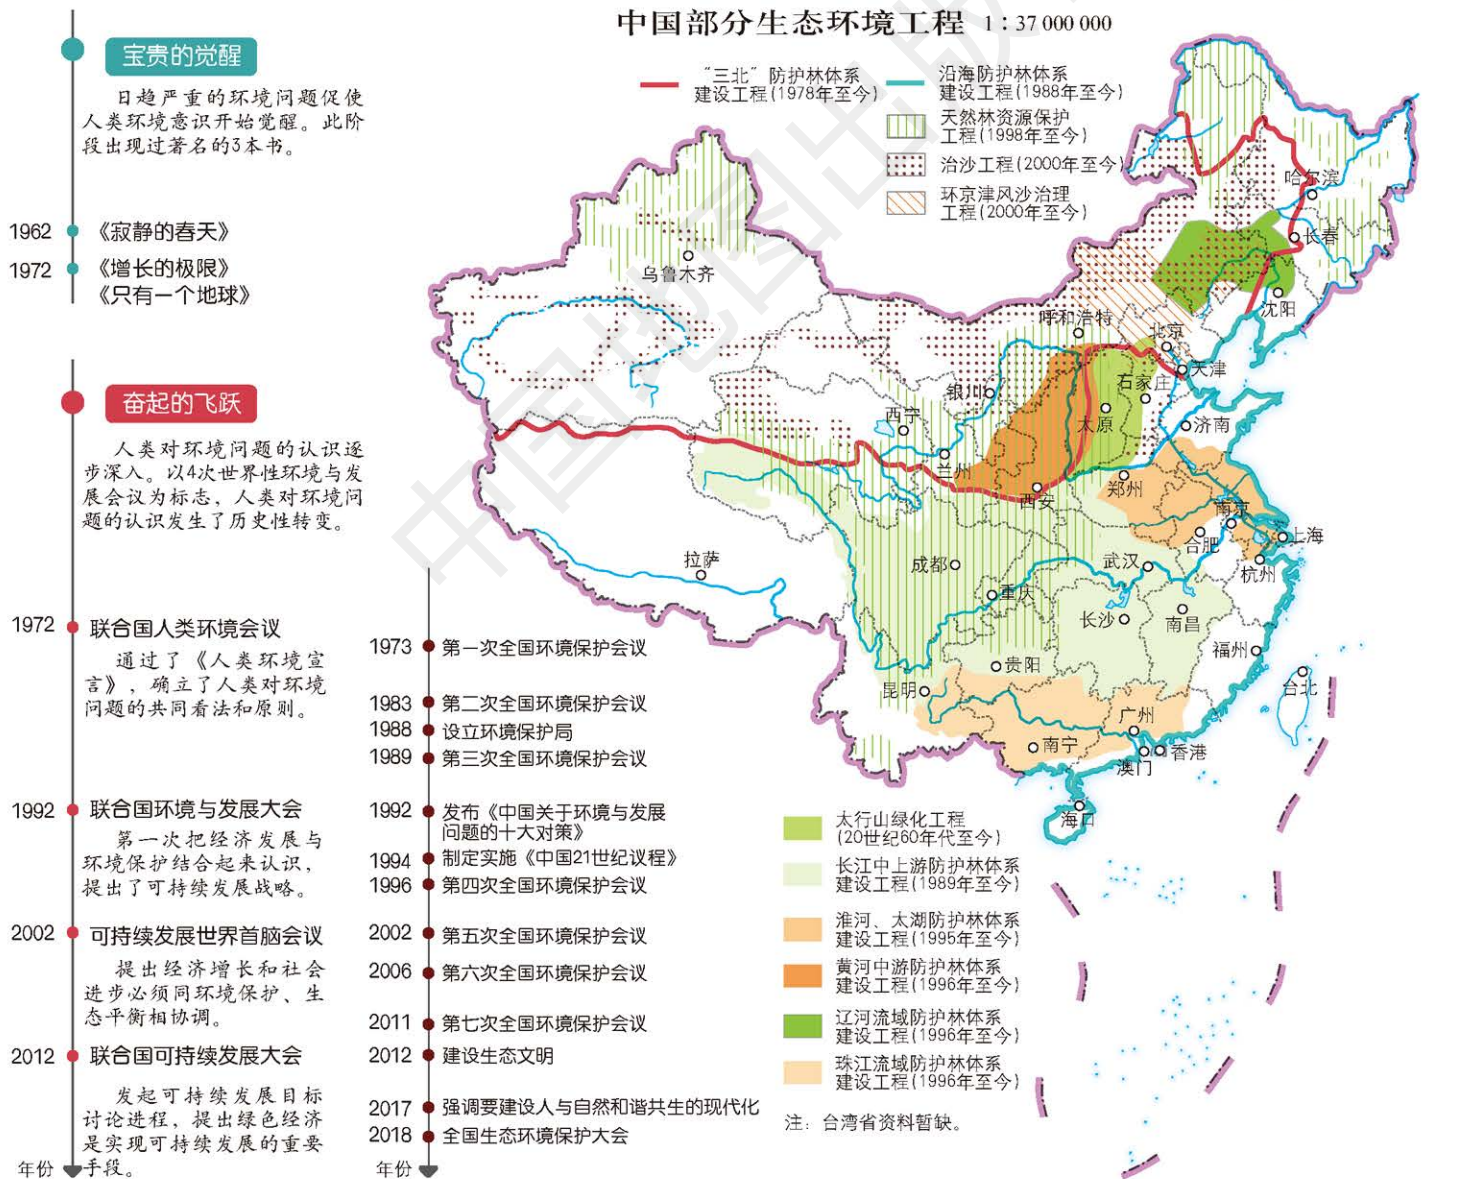 宝贵的觉醒
日趋严重的环境问题促使
人类环境意识开始觉醒。此阶
段出现过著名的3本书。
1962 《寂静的春天》
1972 《增长的极限》
《只有一个地球》
奋起的飞跃
人类对环境问题的认识逐
步深入。以4次世界性环境与发
展会议为标志，人类对环境问
题的认识发生了历史性转变。
1972 联合国人类环境会议
通过了《人类环境宣
言》，确立了人类对环境
问题的共同看法和原则。
1992 联合国环境与发展大会
第一次把经济发展与
环境保护结合起来认识，
提出了可持续发展战略。
2002 可持续发展世界首脑会议
提出经济增长和社会
进步必须同环境保护、生
态平衡相协调。
2012 联合国可持续发展大会
发起可持续发展目标
讨论进程，提出绿色经济
是实现可持续发展的重要
手段。
年份
1973 第一次全国环境保护会议
1983 第二次全国环境保护会议
1988 设立环境保护局
1989 第三次全国环境保护会议
1992 发布《中国关于环境与发展
问题的十大对策》
1994 制定实施《中国21世纪议程》
1996 第四次全国环境保护会议
2002 第五次全国环境保护会议
2006 第六次全国环境保护会议
2011 第七次全国环境保护会议
2012 建设生态文明
2017 强调要建设人与自然和谐共生的现代化
2018 全国生态环境保护大会
年份
中国部分生态环境工程 1：37 000 000
“三北”防护林体系
建设工程(1978年至今)
沿海防护林体系
建设工程(1988年至今)
天然林资源保护
工程(1998年至今)
治沙工程(2000年至今)
环京津风沙治理
工程(2000年至今)
哈尔滨
长春
乌鲁木齐
沈阳
呼和浩特
北京
天津
石家庄
银川
太原
西宁
济南
兰州
郑州
西安
南京
合肥
上海
拉萨
成都
武汉
杭州
重庆
长沙
南昌
贵阳
福州
昆明
台北
广州
南宁
香港
澳门
海口
太行山绿化工程
(20世纪60年代至今)
长江中上游防护林体系
建设工程(1989年至今)
淮河、太湖防护林体系
建设工程(1995年至今)
黄河中游防护林体系
建设工程(1996年至今)
辽河流域防护林体系
建设工程(1996年至今)
珠江流域防护林体系
建设工程(1996年至今)
注：台湾省资料暂缺。
中国地图出版